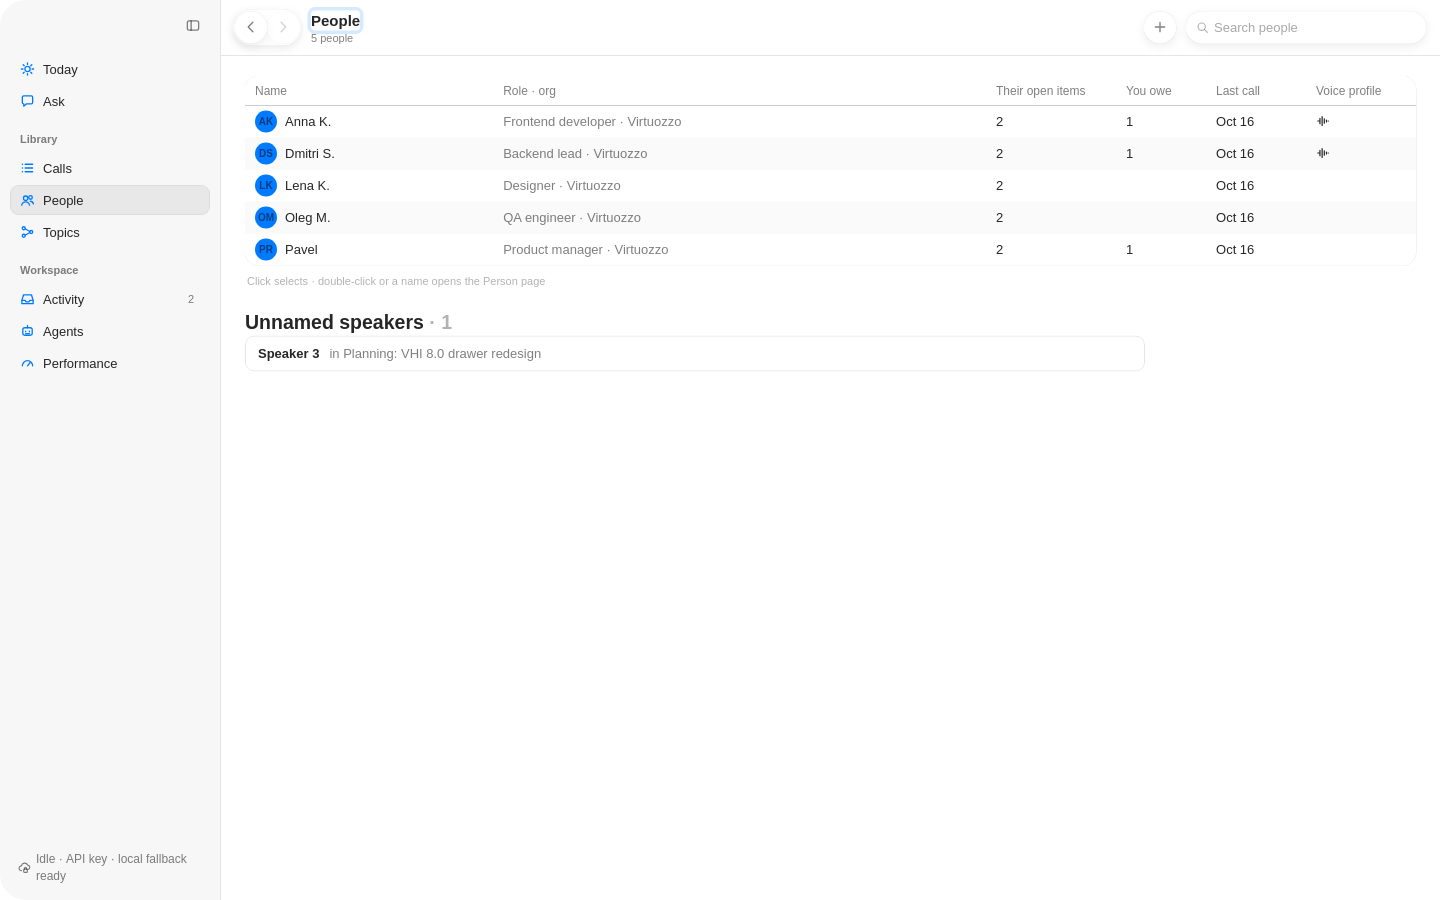 People
5 people
Search people
Today
Ask
Library
Calls
People
Topics
Workspace
Activity 2
Agents
Performance
Idle · API key · local fallback
ready
Name Role · org Their open items You owe Last call Voice profile
AK Anna K. Frontend developer · Virtuozzo 2 1 Oct 16
DS Dmitri S. Backend lead · Virtuozzo 2 1 Oct 16
LK Lena K. Designer · Virtuozzo 2 Oct 16
OM Oleg M. QA engineer · Virtuozzo 2 Oct 16
PR Pavel Product manager · Virtuozzo 2 1 Oct 16
Click selects · double-click or a name opens the Person page
Unnamed speakers · 1
Speaker 3 in Planning: VHI 8.0 drawer redesign